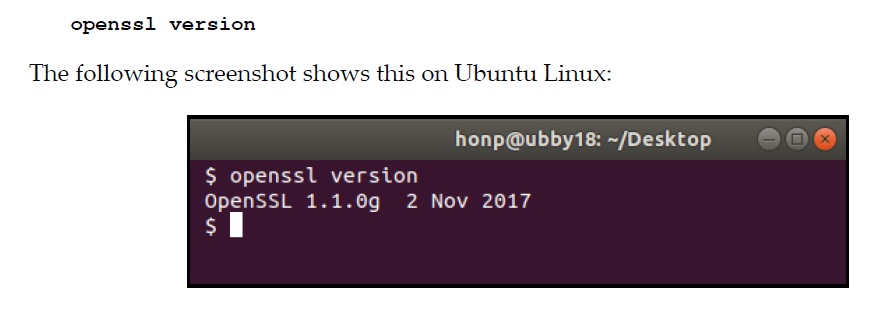 openssl version
The following screenshot shows this on Ubuntu Linux:
honp@ubby18: ~/Desktop
$ openssl version
OpenSSL 1.1.0g  2 Nov 2017
$